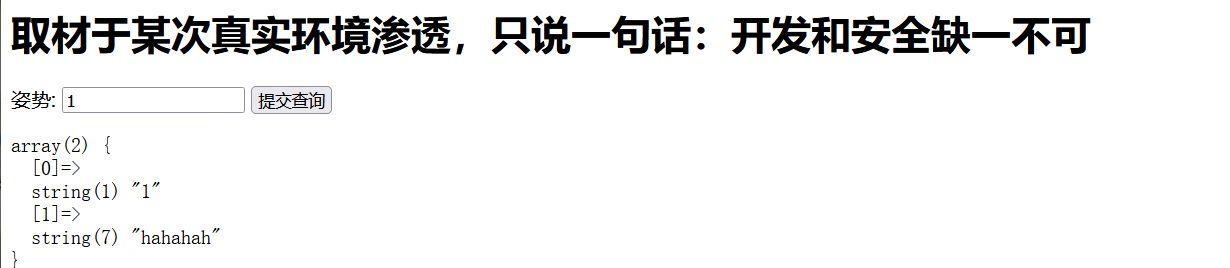 取材于某次真实环境渗透，只说一句话：开发和安全缺一不可
姿势: 1 提交查询
array(2) {
[0]=>
string(1) "1"
[1]=>
string(7) "hahahah"
}